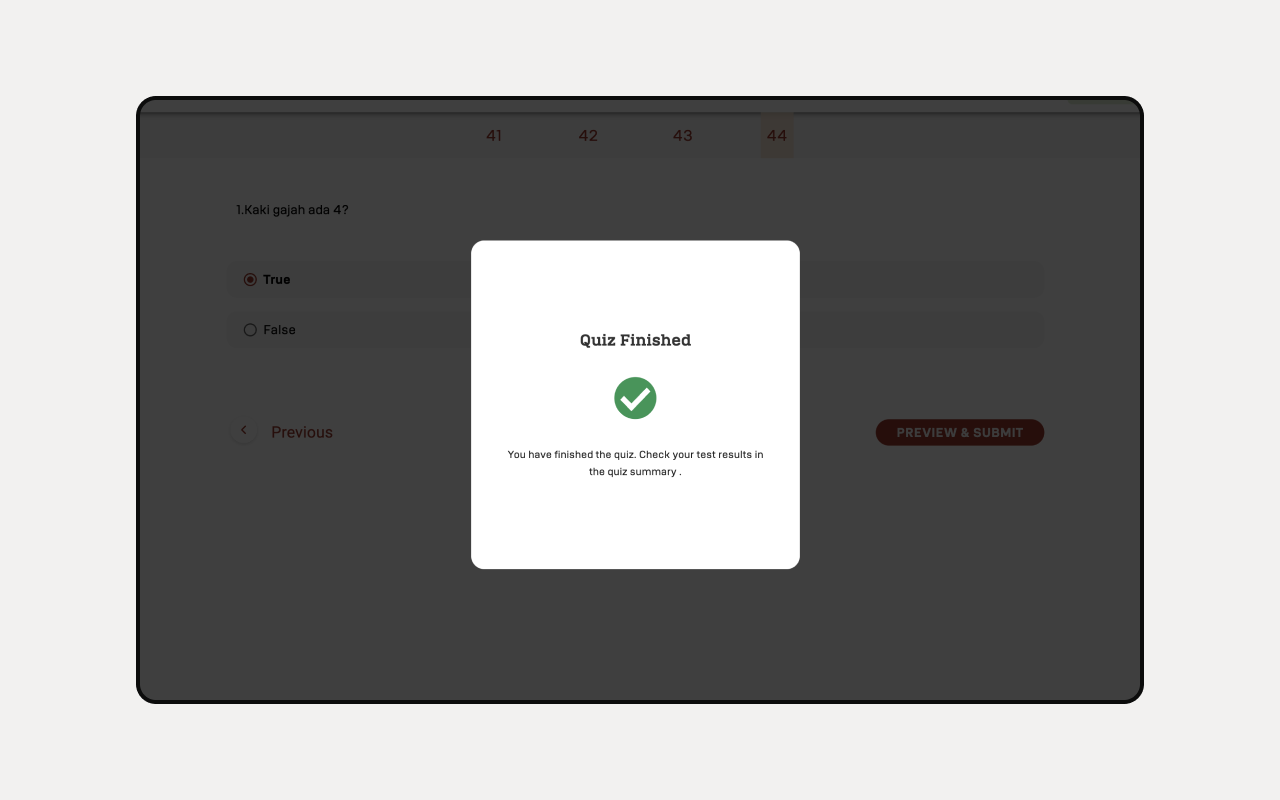 41 42 43 44
1.Kaki gajah ada 4?
True
False
Quiz Finished
You have finished the quiz. Check your test results in
the quiz summary .
Previous
PREVIEW & SUBMIT